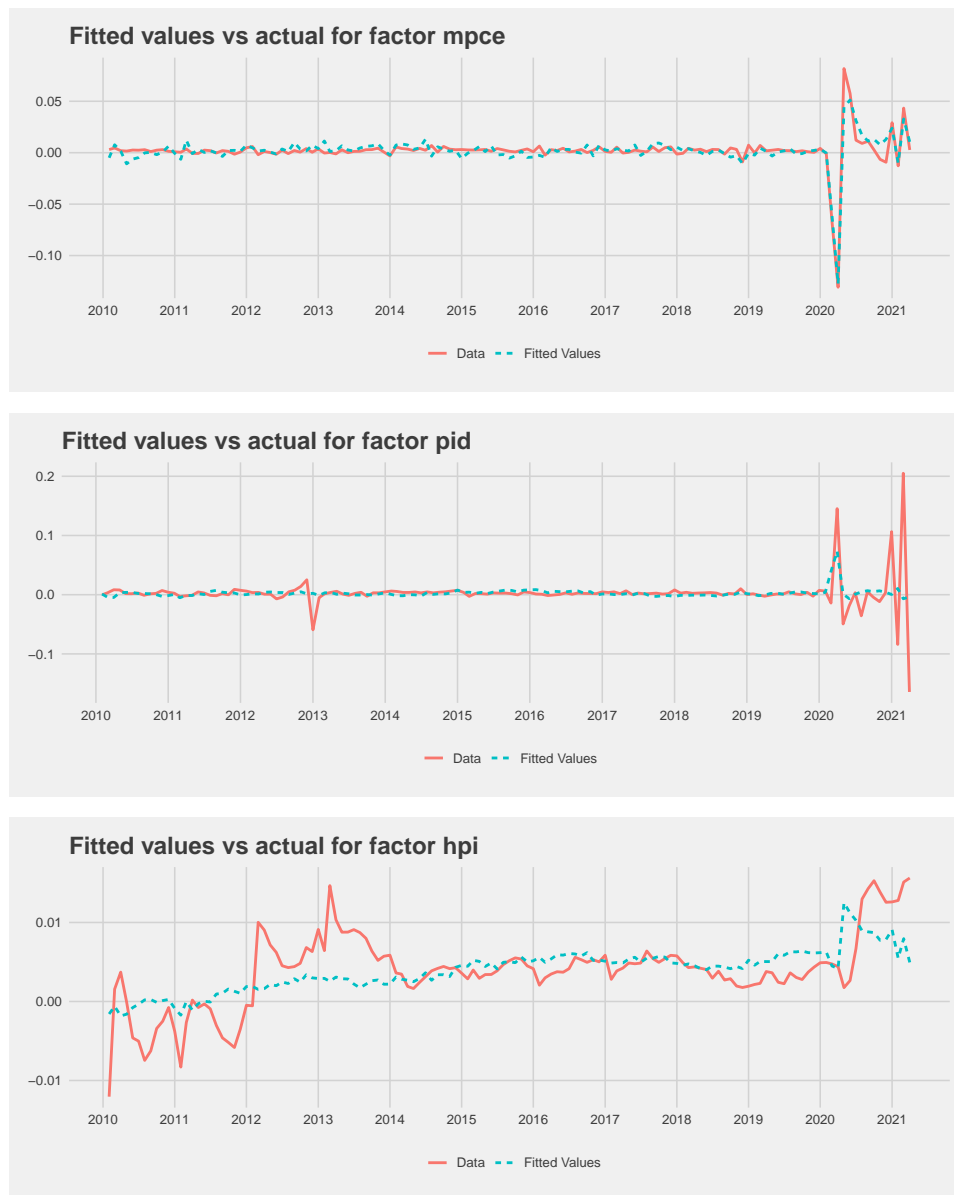 Fitted values vs actual for factor mpce
0.05
0.00
−0.05
−0.10
2010 2011 2012 2013 2014 2015 2016 2017 2018 2019 2020 2021
Data Fitted Values
Fitted values vs actual for factor pid
0.2
0.1
0.0
−0.1
2010 2011 2012 2013 2014 2015 2016 2017 2018 2019 2020 2021
Data Fitted Values
Fitted values vs actual for factor hpi
0.01
0.00
−0.01
2010 2011 2012 2013 2014 2015 2016 2017 2018 2019 2020 2021
Data Fitted Values